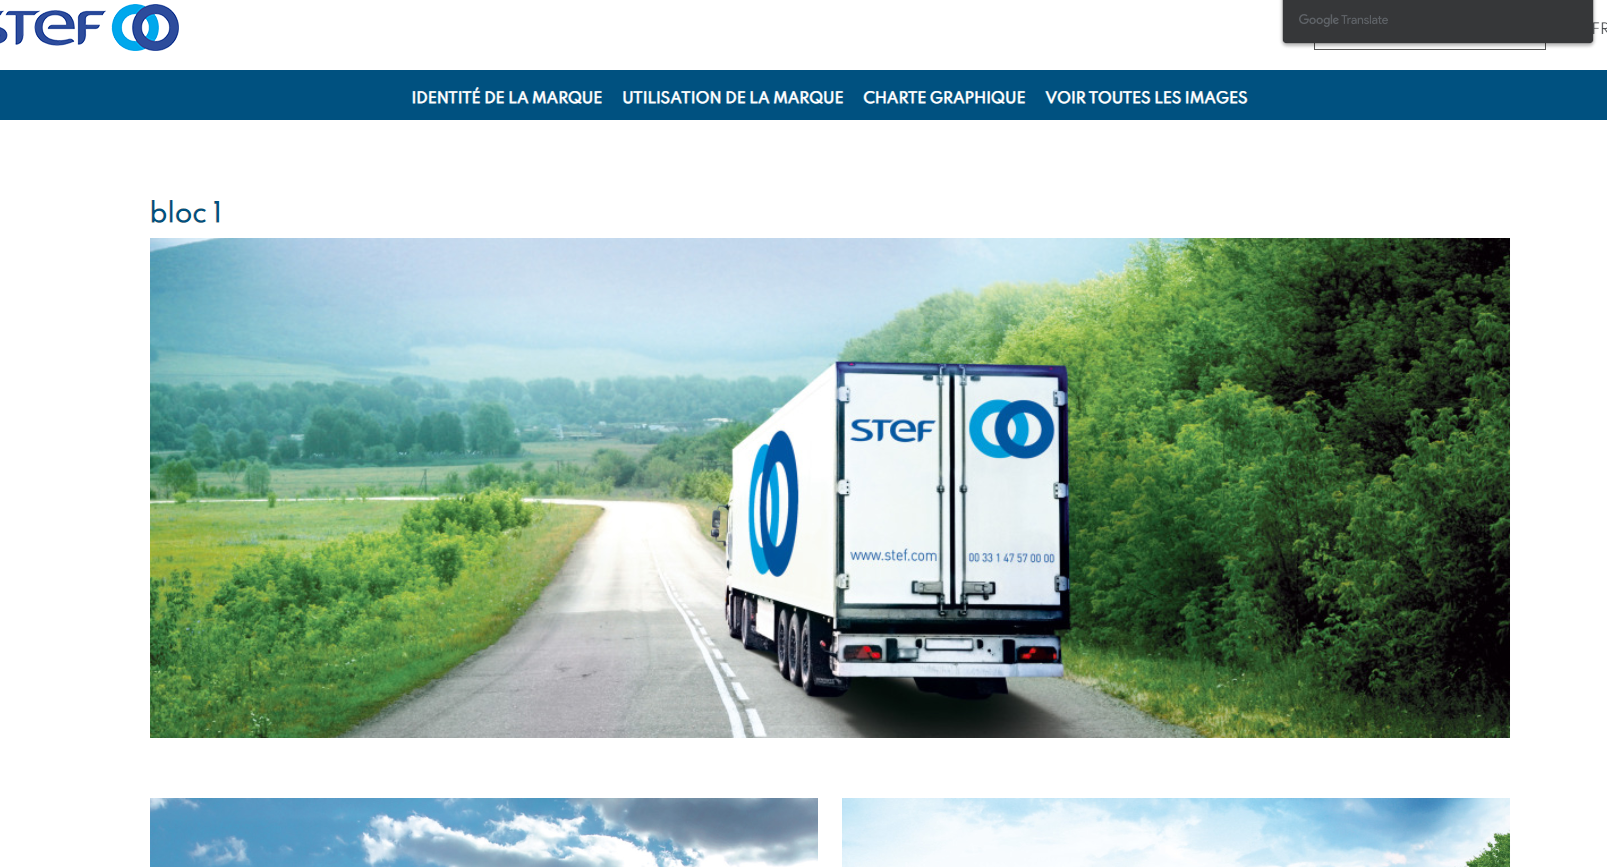 STEF
Google Translate
FR
IDENTITÉ DE LA MARQUE UTILISATION DE LA MARQUE CHARTE GRAPHIQUE VOIR TOUTES LES IMAGES
bloc 1
STEF
www.stef.com 00 33 1 47 57 00 00